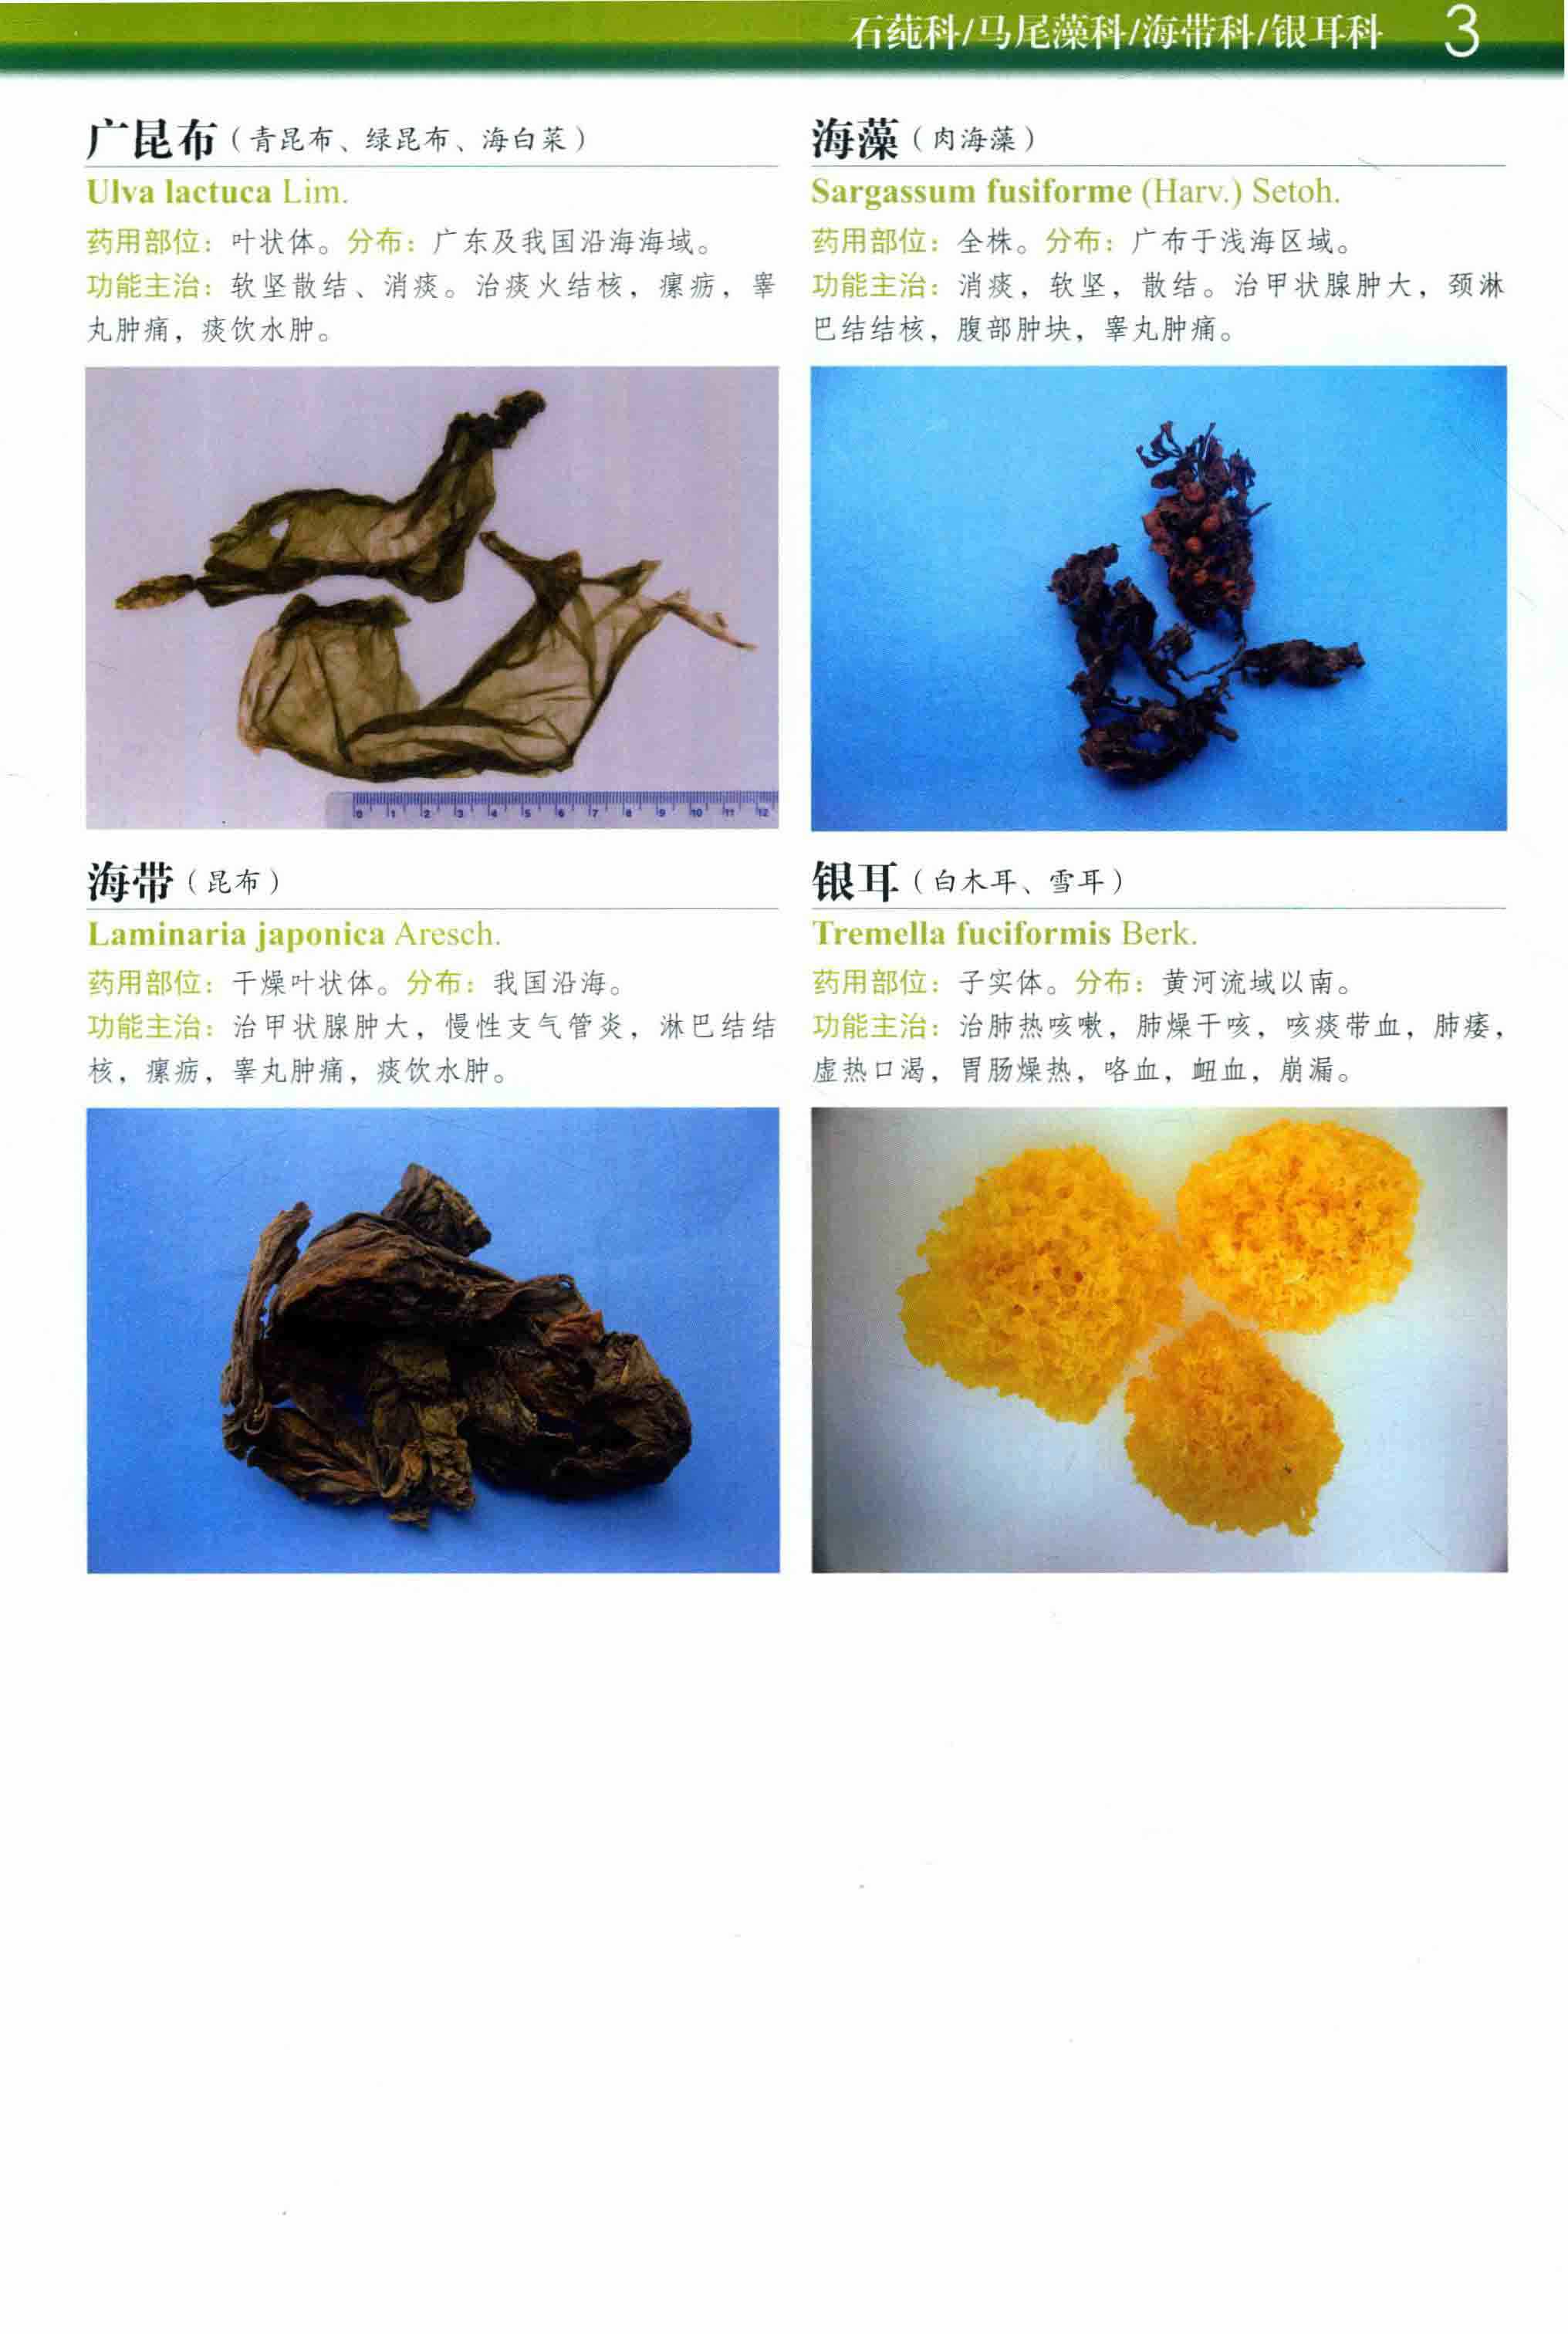 石莼科/马尾藻科/海带科/银耳科 3
广昆布（青昆布、绿昆布、海白菜）
Ulva lactuca Lim.
药用部位：叶状体。分布：广东及我国沿海海域。
功能主治：软坚散结、消痰。治痰火结核，瘰疬，睾
丸肿痛，痰饮水肿。
0 1 2 3 4 5 6 7 8 9 10 11 12
海藻（肉海藻）
Sargassum fusiforme (Harv.) Setoh.
药用部位：全株。分布：广布于浅海区域。
功能主治：消痰，软坚，散结。治甲状腺肿大，颈淋
巴结结核，腹部肿块，睾丸肿痛。
海带（昆布）
Laminaria japonica Aresch.
药用部位：干燥叶状体。分布：我国沿海。
功能主治：治甲状腺肿大，慢性支气管炎，淋巴结结
核，瘰疬，睾丸肿痛，痰饮水肿。
银耳（白木耳、雪耳）
Tremella fuciformis Berk.
药用部位：子实体。分布：黄河流域以南。
功能主治：治肺热咳嗽，肺燥干咳，咳痰带血，肺痿，
虚热口渴，胃肠燥热，咯血，衄血，崩漏。